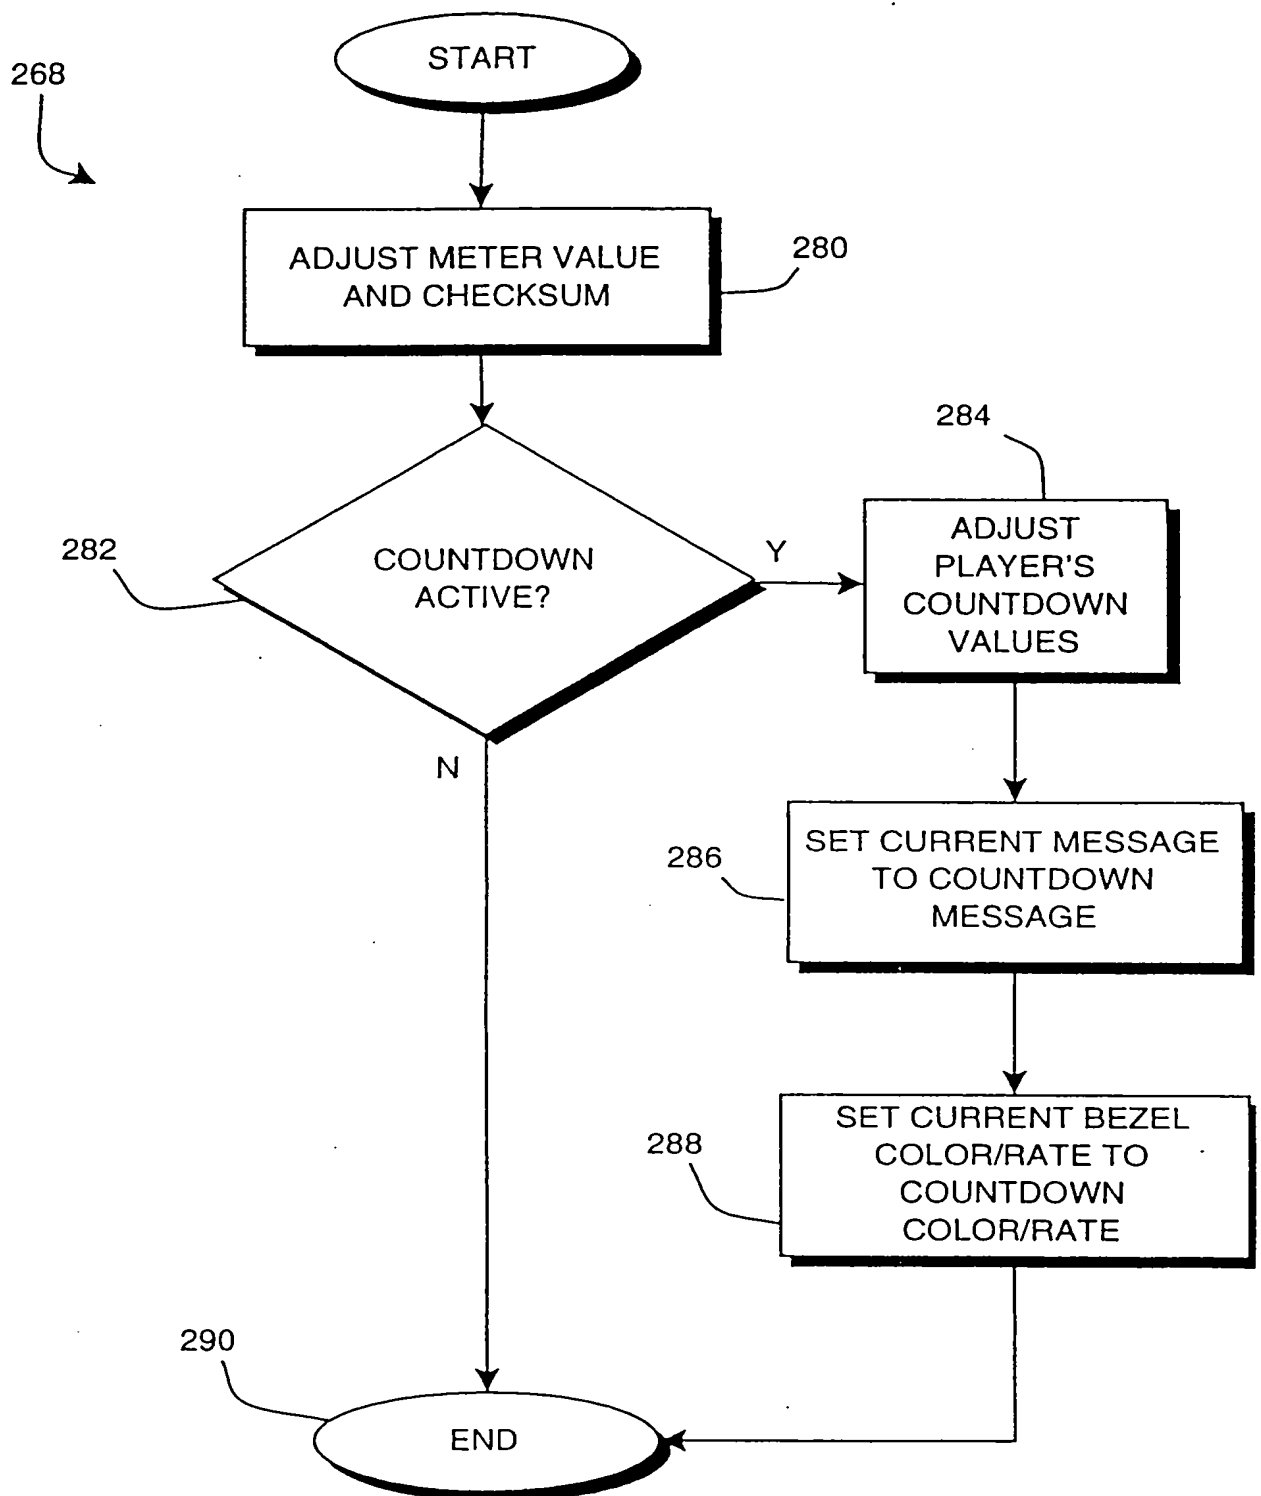 START
268
ADJUST METER VALUE
AND CHECKSUM
280
284
ADJUST
PLAYER'S
COUNTDOWN
VALUES
282
COUNTDOWN
ACTIVE?
Y
N
SET CURRENT MESSAGE
TO COUNTDOWN
MESSAGE
286
SET CURRENT BEZEL
COLOR/RATE TO
COUNTDOWN
COLOR/RATE
288
290
END